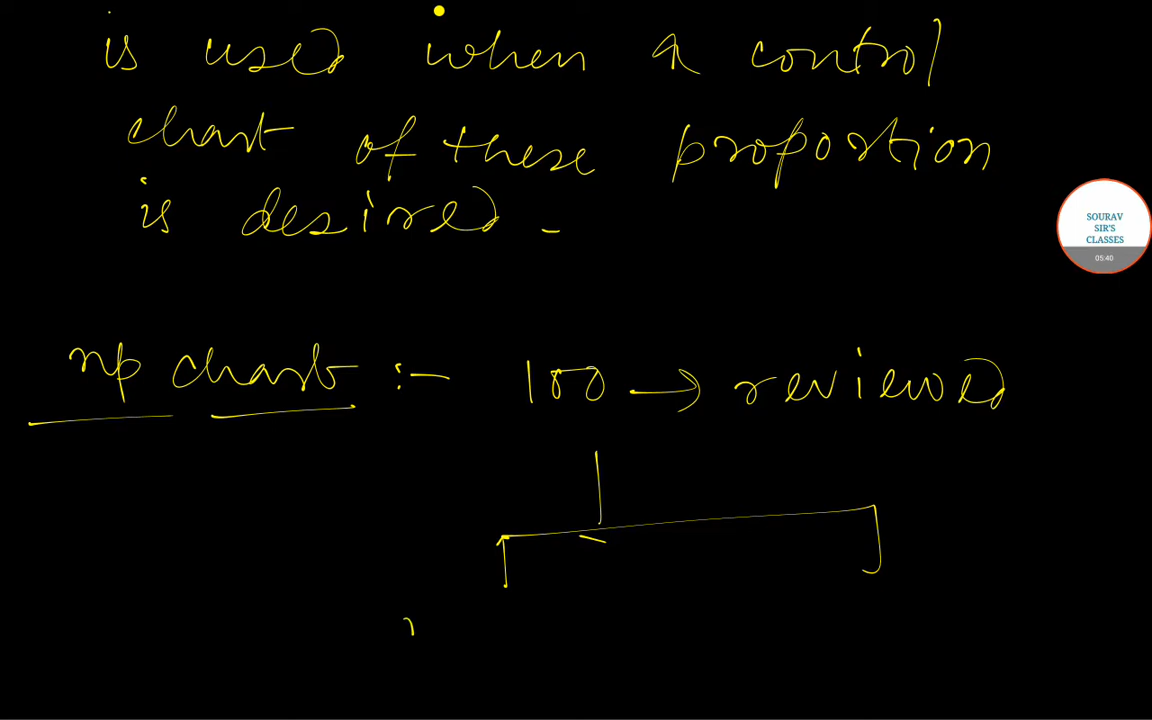 is used when a control
chart of these proportion
is desired.
SOURAV
SIR'S
CLASSES
05:40
np chart :- 100 → reviewed